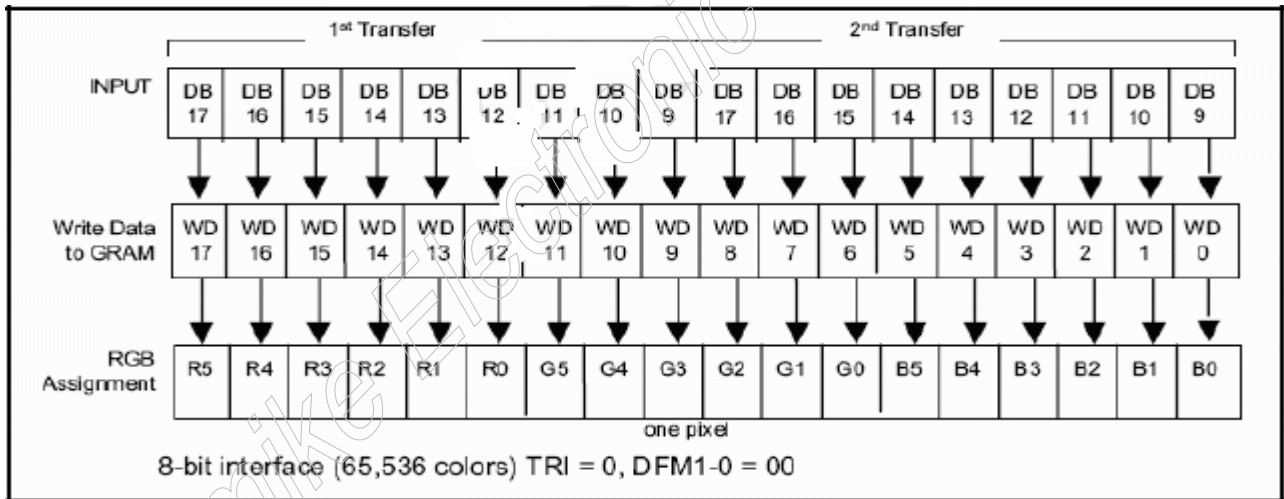 1st Transfer 2nd Transfer
INPUT DB 17 DB 16 DB 15 DB 14 DB 13 DB 12 DB 11 DB 10 DB 9 DB 17 DB 16 DB 15 DB 14 DB 13 DB 12 DB 11 DB 10 DB 9
Write Data to GRAM WD 17 WD 16 WD 15 WD 14 WD 13 WD 12 WD 11 WD 10 WD 9 WD 8 WD 7 WD 6 WD 5 WD 4 WD 3 WD 2 WD 1 WD 0
RGB Assignment R5 R4 R3 R2 R1 R0 G5 G4 G3 G2 G1 G0 B5 B4 B3 B2 B1 B0
one pixel
8-bit interface (65,536 colors) TRI = 0, DFM1-0 = 00
mike Electronic